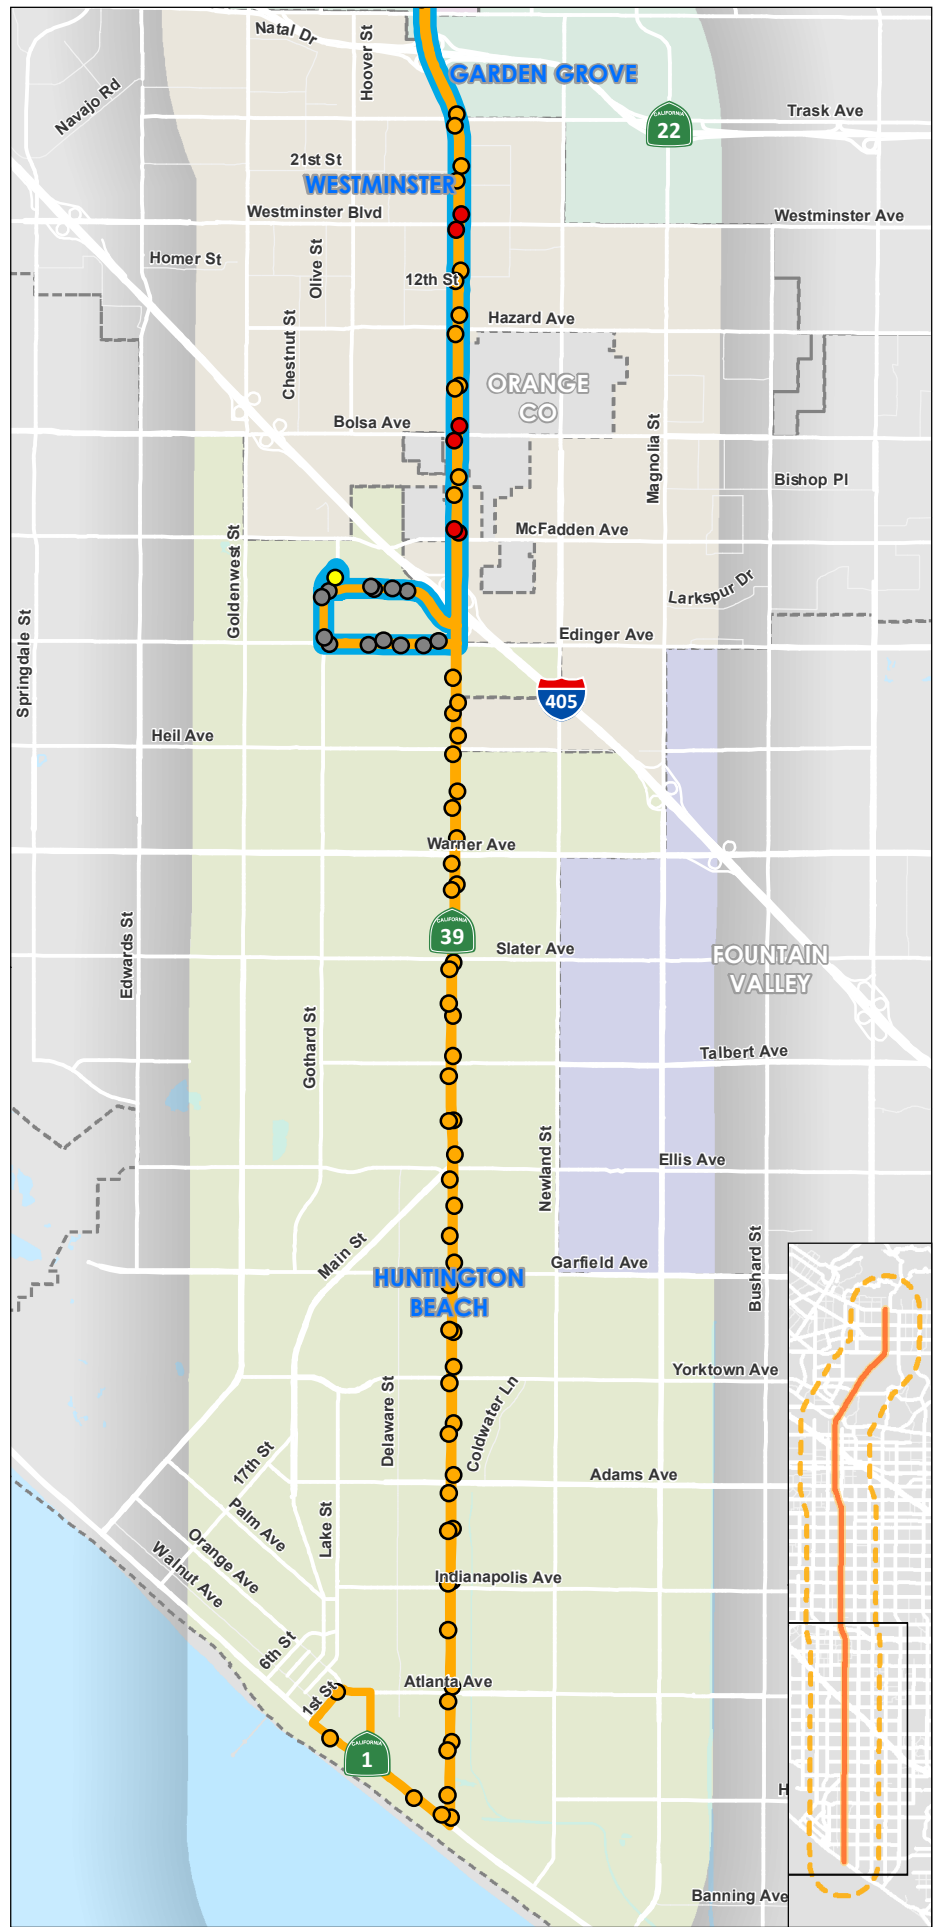 Natal Dr
Hoover St
Navajo Rd
GARDEN GROVE
Trask Ave
CALIFORNIA
22
21st St
WESTMINSTER
Westminster Blvd
Westminster Ave
Homer St
Olive St
12th St
Hazard Ave
Chestnut St
ORANGE
CO
Bolsa Ave
Magnolia St
Bishop Pl
McFadden Ave
Goldenwest St
Larkspur Dr
Springdale St
Edinger Ave
405
Heil Ave
Warner Ave
CALIFORNIA
39
Slater Ave
Edwards St
FOUNTAIN
VALLEY
Gothard St
Talbert Ave
Newland St
Ellis Ave
Main St
Bushard St
Garfield Ave
HUNTINGTON
BEACH
Yorktown Ave
Delaware St
Coldwater Ln
17th St
Adams Ave
Palm Ave
Lake St
Orange Ave
Walnut Ave
Indianapolis Ave
6th St
Atlanta Ave
1st St
CALIFORNIA
1
H
Banning Ave